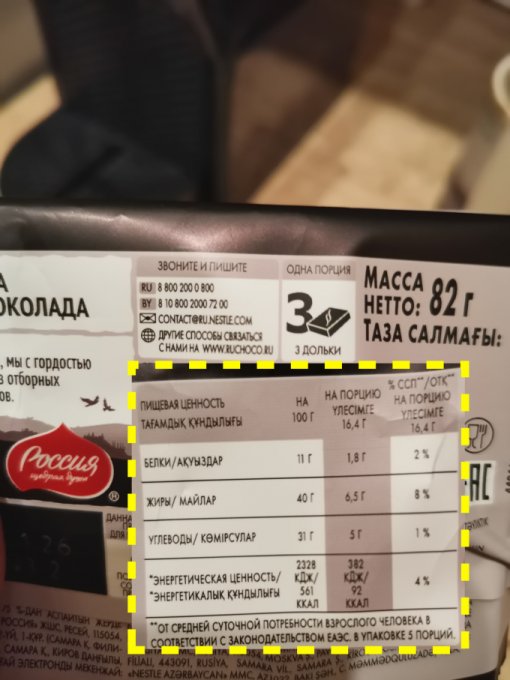 ОКОЛАДА
, мы с гордостью
отборных
Россия
щедрая душа
®
ЗВОНИТЕ И ПИШИТЕ
RU 8 800 200 0 800
BY 8 10 800 2000 72 00
CONTACT@RU.NESTLE.COM
ДРУГИЕ СПОСОБЫ СВЯЗАТЬСЯ
С НАМИ НА WWW.RUCHOCO.RU
ОДНА ПОРЦИЯ
3
3 ДОЛЬКИ
МАССА
НЕТТО: 82 г
ТАЗА САЛМАҒЫ:
ПИЩЕВАЯ ЦЕННОСТЬ
ТАҒАМДЫҚ ҚҰНДЫЛЫҒЫ
НА
100 Г
НА ПОРЦИЮ
ҮЛЕСІМГЕ
16,4 Г
% ССП**/ОТК**
НА ПОРЦИЮ
ҮЛЕСІМГЕ
16,4 Г
БЕЛКИ/АҚУЫЗДАР 11 Г 1,8 Г 2 %
ЖИРЫ/ МАЙЛАР 40 Г 6,5 Г 8 %
УГЛЕВОДЫ/ КӨМІРСУЛАР 31 Г 5 Г 1 %
*ЭНЕРГЕТИЧЕСКАЯ ЦЕННОСТЬ/
*ЭНЕРГЕТИКАЛЫҚ ҚҰНДЫЛЫҒЫ
2328
КДЖ/
561
ККАЛ
382
КДЖ/
92
ККАЛ
4 %
**ОТ СРЕДНЕЙ СУТОЧНОЙ ПОТРЕБНОСТИ ВЗРОСЛОГО ЧЕЛОВЕКА В
СООТВЕТСТВИИ С ЗАКОНОДАТЕЛЬСТВОМ ЕАЭС. В УПАКОВКЕ 5 ПОРЦИЙ.